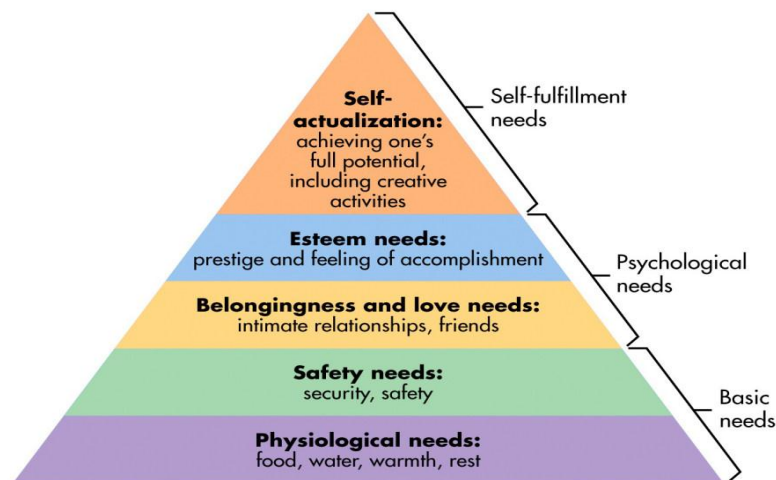 Self-
actualization:
achieving one's
full potential,
including creative
activities
Self-fulfillment
needs
Esteem needs:
prestige and feeling of accomplishment
Belongingness and love needs:
intimate relationships, friends
Psychological
needs
Safety needs:
security, safety
Physiological needs:
food, water, warmth, rest
Basic
needs